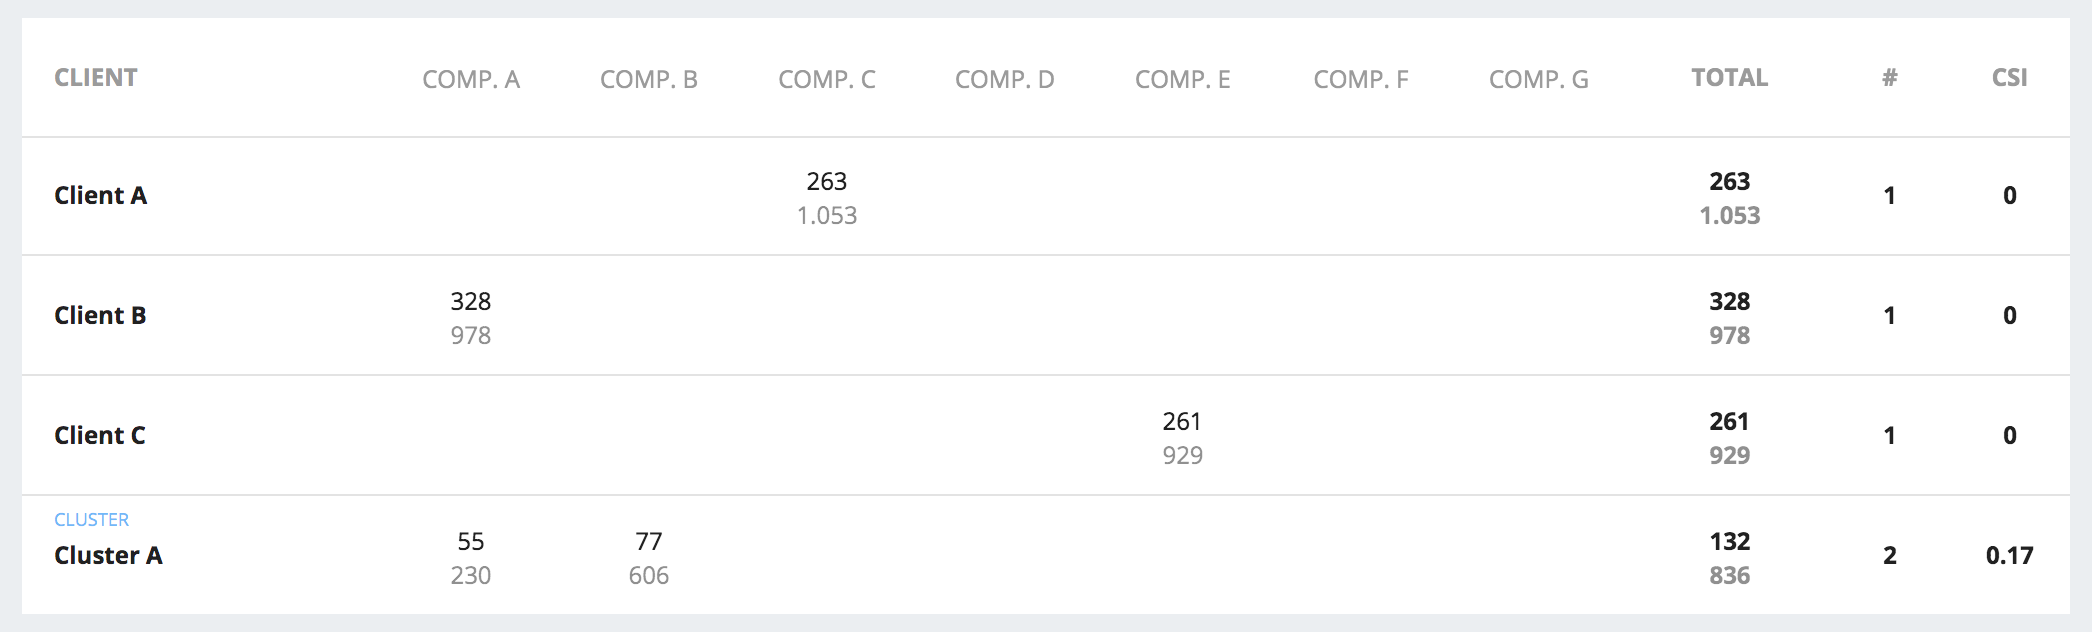 CLIENT COMP. A COMP. B COMP. C COMP. D COMP. E COMP. F COMP. G TOTAL # CSI
263 263
Client A 1 0
1.053 1.053
328 328
Client B 1 0
978 978
261 261
Client C 1 0
929 929
CLUSTER
55 77 132
Cluster A 2 0.17
230 606 836